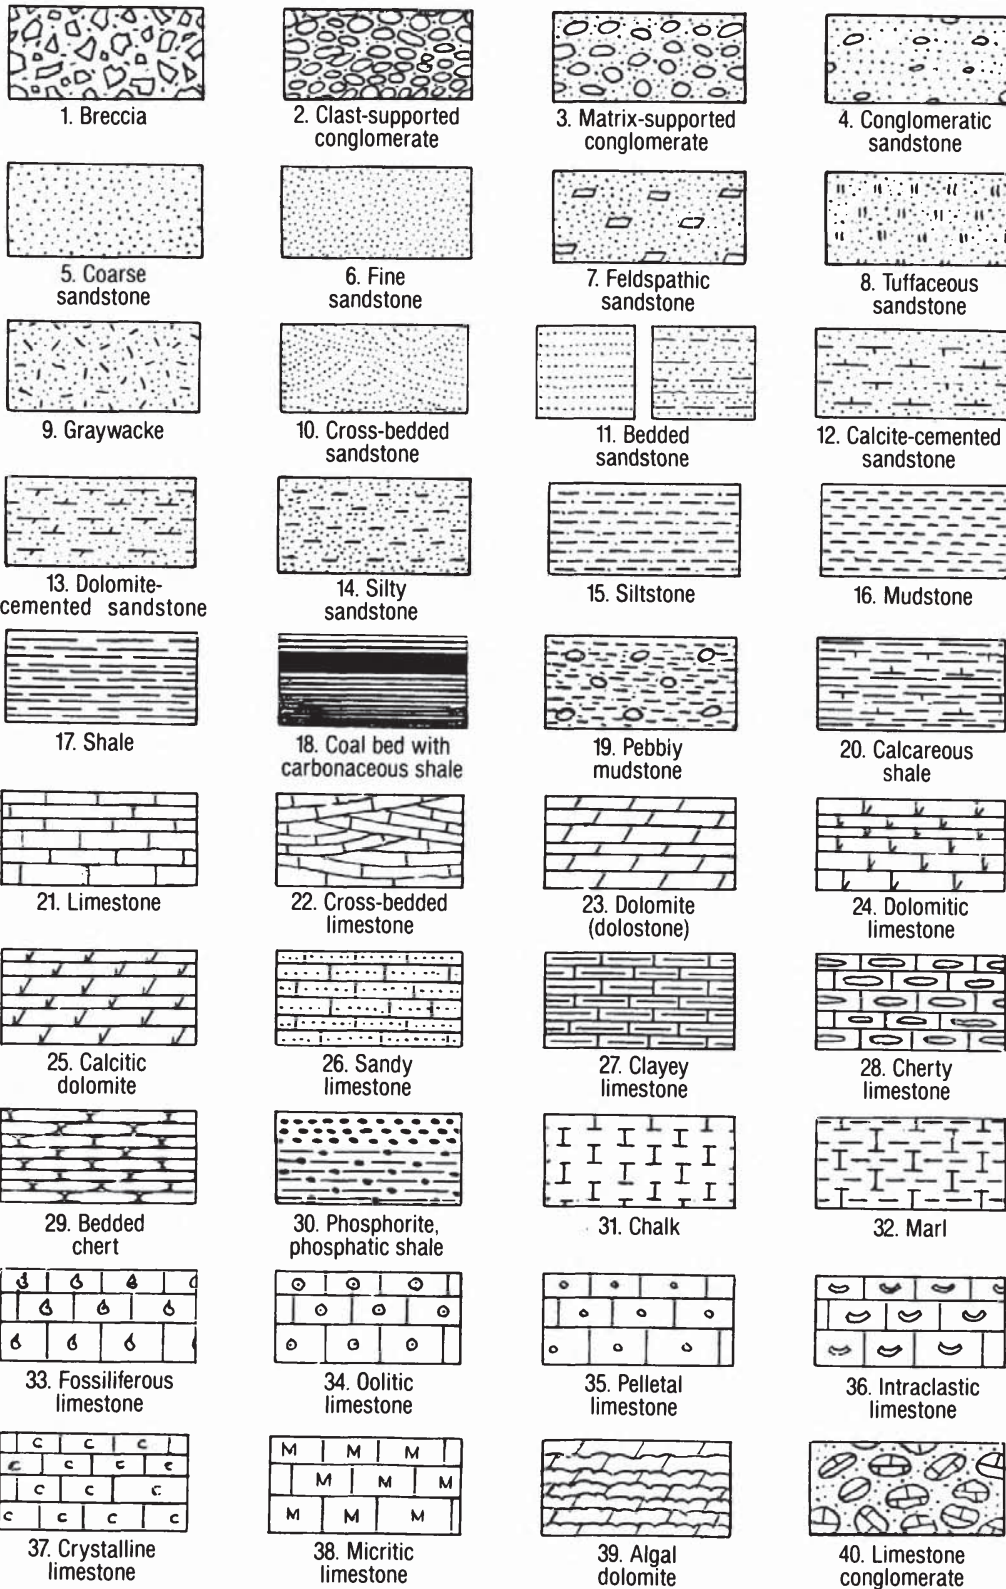 1. Breccia
2. Clast-supported
conglomerate
3. Matrix-supported
conglomerate
4. Conglomeratic
sandstone
5. Coarse
sandstone
6. Fine
sandstone
7. Feldspathic
sandstone
8. Tuffaceous
sandstone
9. Graywacke
10. Cross-bedded
sandstone
11. Bedded
sandstone
12. Calcite-cemented
sandstone
13. Dolomite-
cemented sandstone
14. Silty
sandstone
15. Siltstone
16. Mudstone
17. Shale
18. Coal bed with
carbonaceous shale
19. Pebbly
mudstone
20. Calcareous
shale
21. Limestone
22. Cross-bedded
limestone
23. Dolomite
(dolostone)
24. Dolomitic
limestone
25. Calcitic
dolomite
26. Sandy
limestone
27. Clayey
limestone
28. Cherty
limestone
29. Bedded
chert
30. Phosphorite,
phosphatic shale
31. Chalk
32. Marl
33. Fossiliferous
limestone
34. Oolitic
limestone
35. Pelletal
limestone
36. Intraclastic
limestone
C C C
C C C C
C C C
C C C C
37. Crystalline
limestone
M M M
M M M
M M M
38. Micritic
limestone
39. Algal
dolomite
40. Limestone
conglomerate